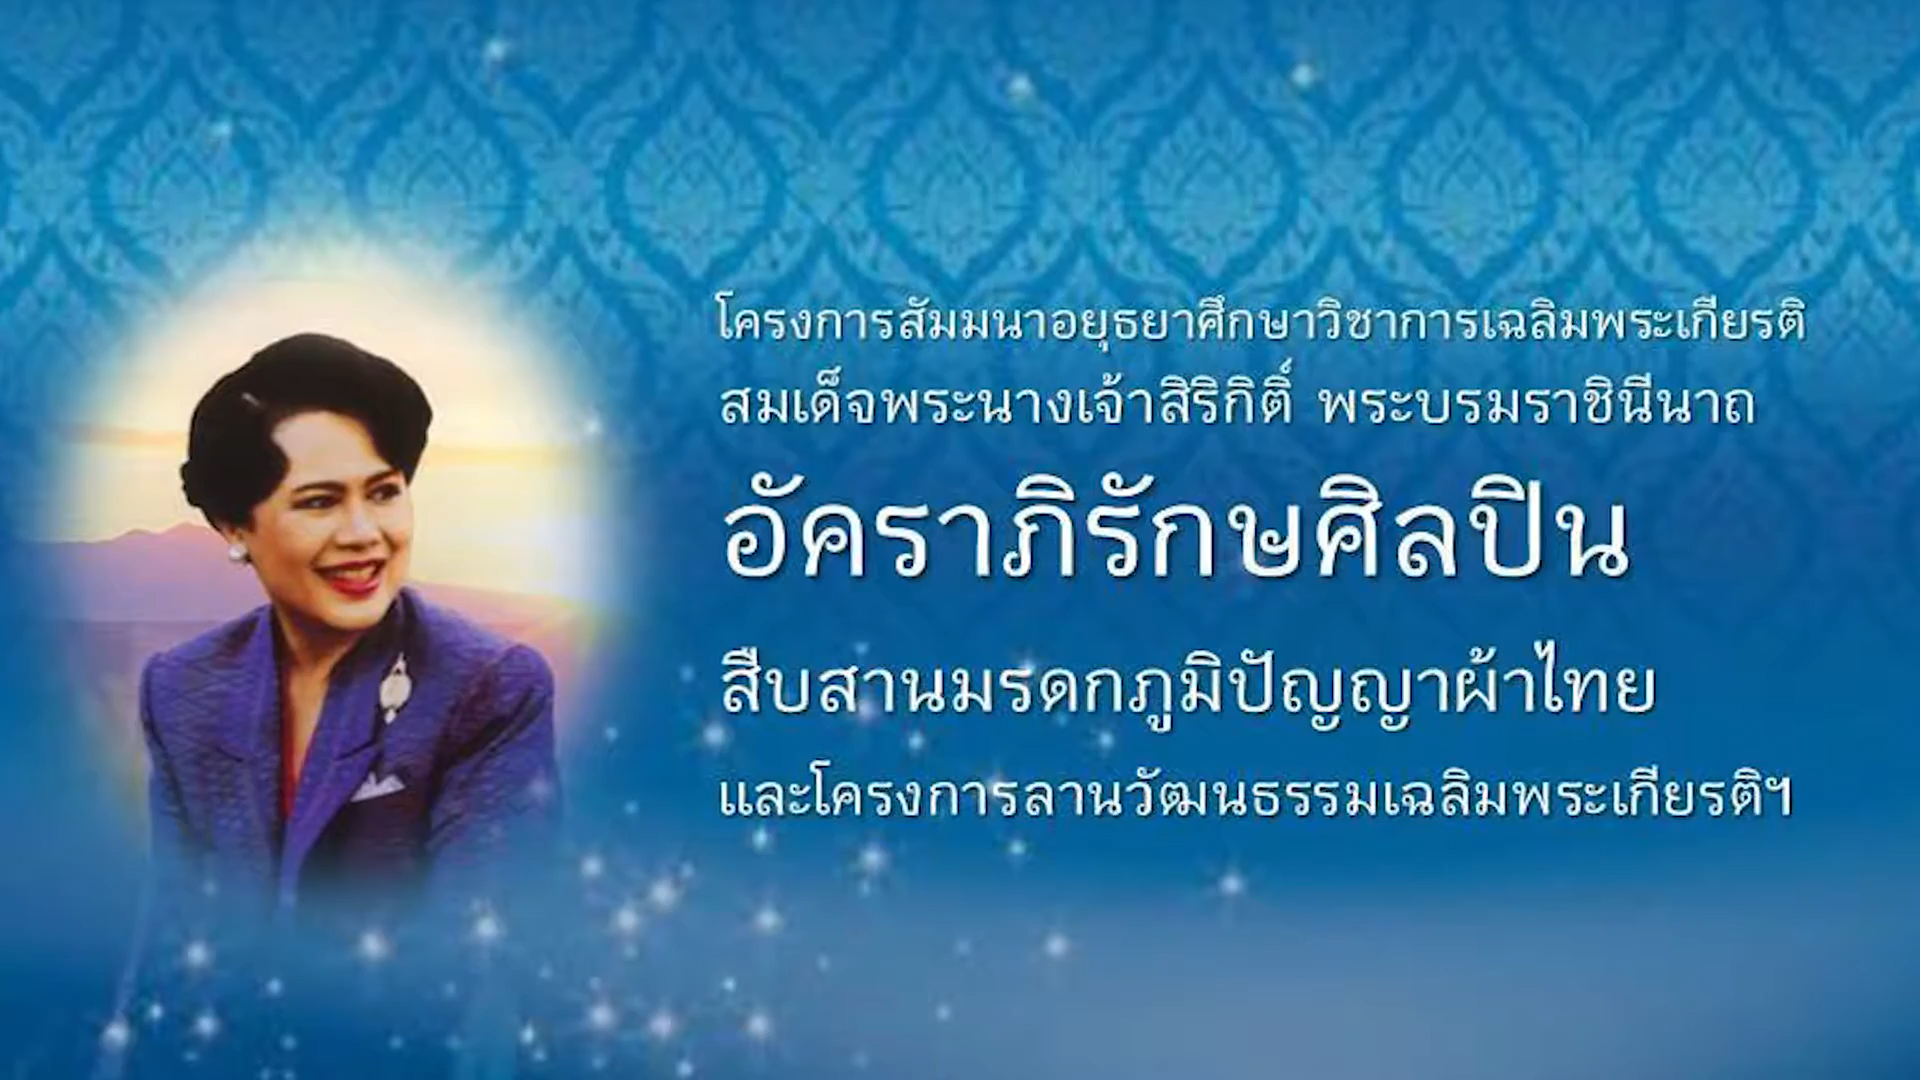 โครงการสัมมนาอยุธยาศึกษาวิชาการเฉลิมพระเกียรติ
สมเด็จพระนางเจ้าสิริกิติ์ พระบรมราชินีนาถ
อัคราภิรักษศิลปิน
สืบสานมรดกภูมิปัญญาผ้าไทย
และโครงการลานวัฒนธรรมเฉลิมพระเกียรติฯ